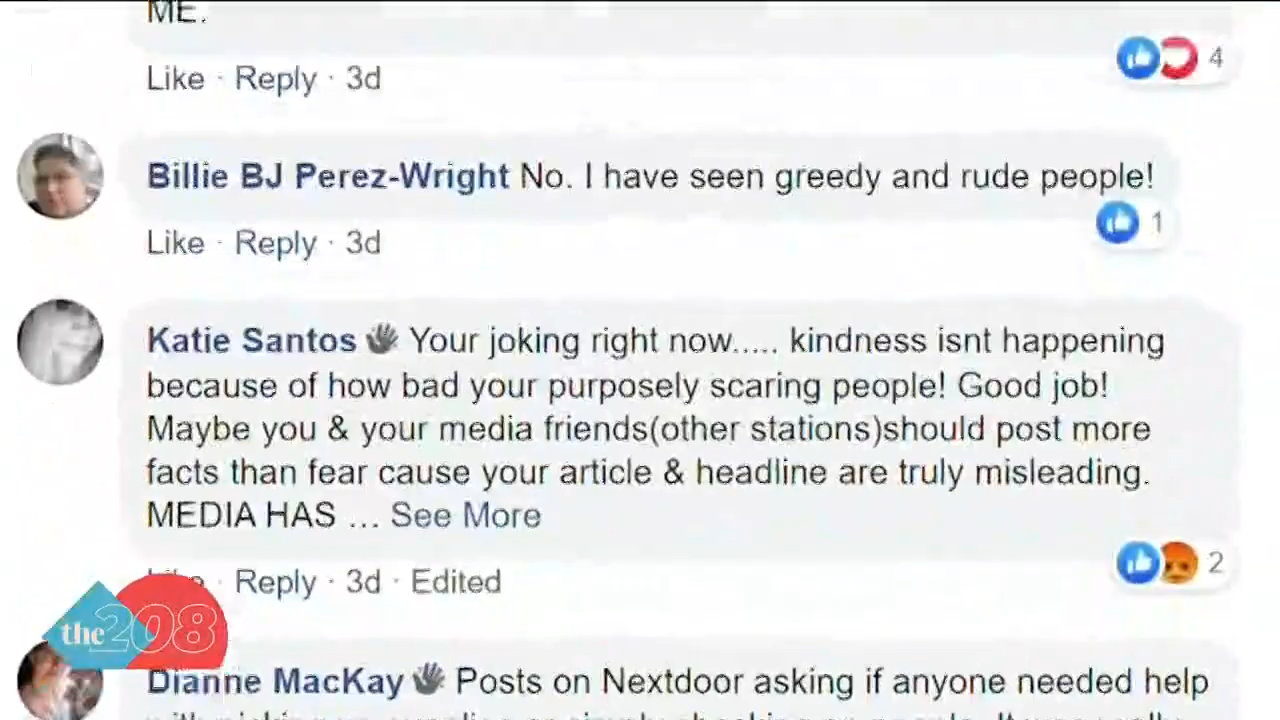 ME.
Like · Reply · 3d
4
Billie BJ Perez-Wright No. I have seen greedy and rude people!
1
Like · Reply · 3d
Katie Santos Your joking right now..... kindness isnt happening
because of how bad your purposely scaring people! Good job!
Maybe you & your media friends(other stations)should post more
facts than fear cause your article & headline are truly misleading.
MEDIA HAS ... See More
2
Like · Reply · 3d · Edited
the 208
Dianne MacKay Posts on Nextdoor asking if anyone needed help